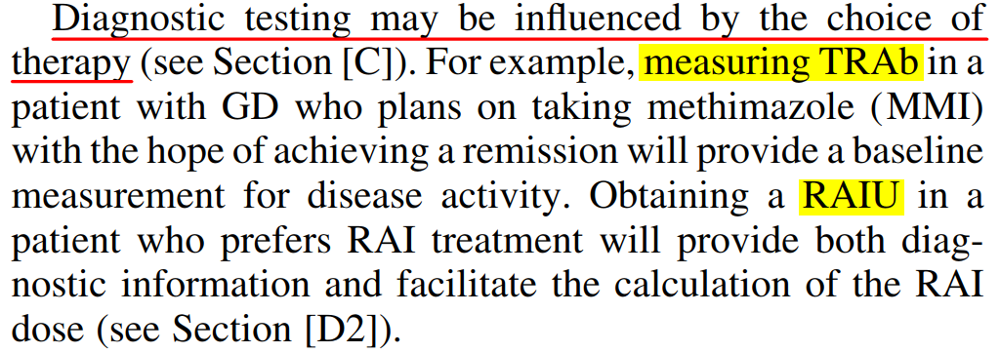 Diagnostic testing may be influenced by the choice of
therapy (see Section [C]). For example, measuring TRAb in a
patient with GD who plans on taking methimazole (MMI)
with the hope of achieving a remission will provide a baseline
measurement for disease activity. Obtaining a RAIU in a
patient who prefers RAI treatment will provide both diag-
nostic information and facilitate the calculation of the RAI
dose (see Section [D2]).